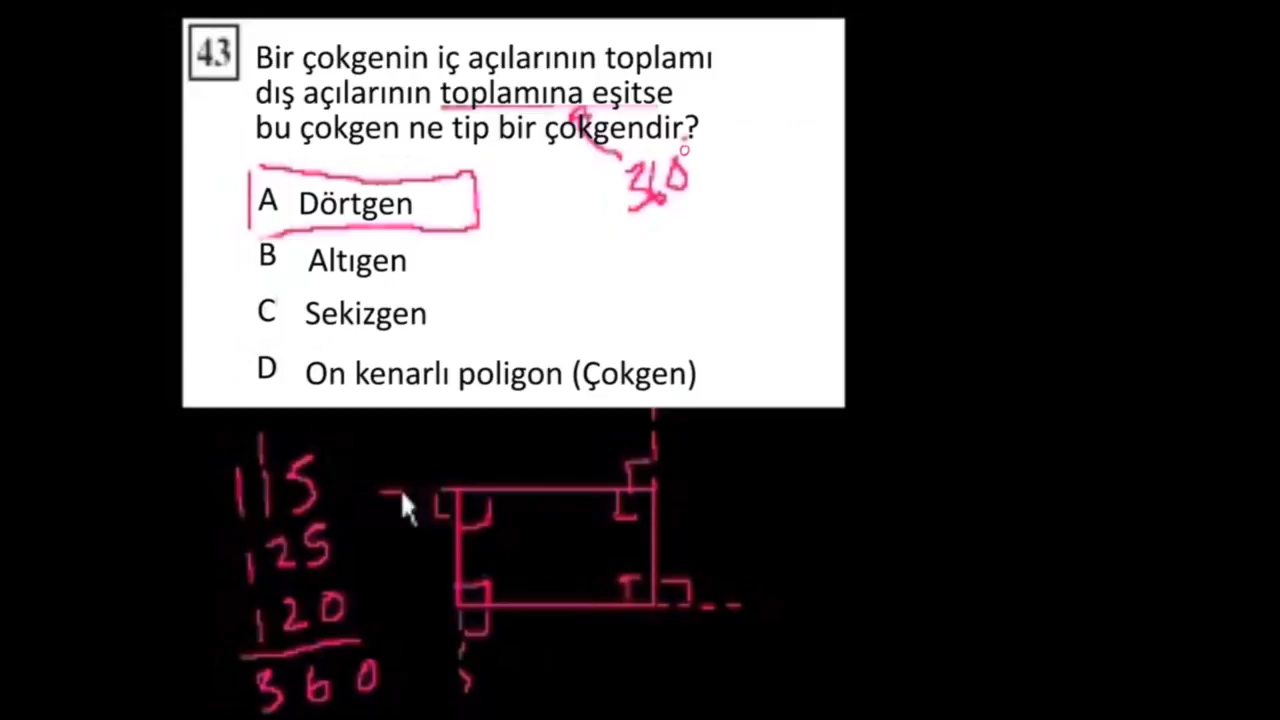 43
Bir çokgenin iç açılarının toplamı
dış açılarının toplamına eşitse
bu çokgen ne tip bir çokgendir?
360°
A Dörtgen
B Altıgen
C Sekizgen
D On kenarlı poligon (Çokgen)
115
125
120
360